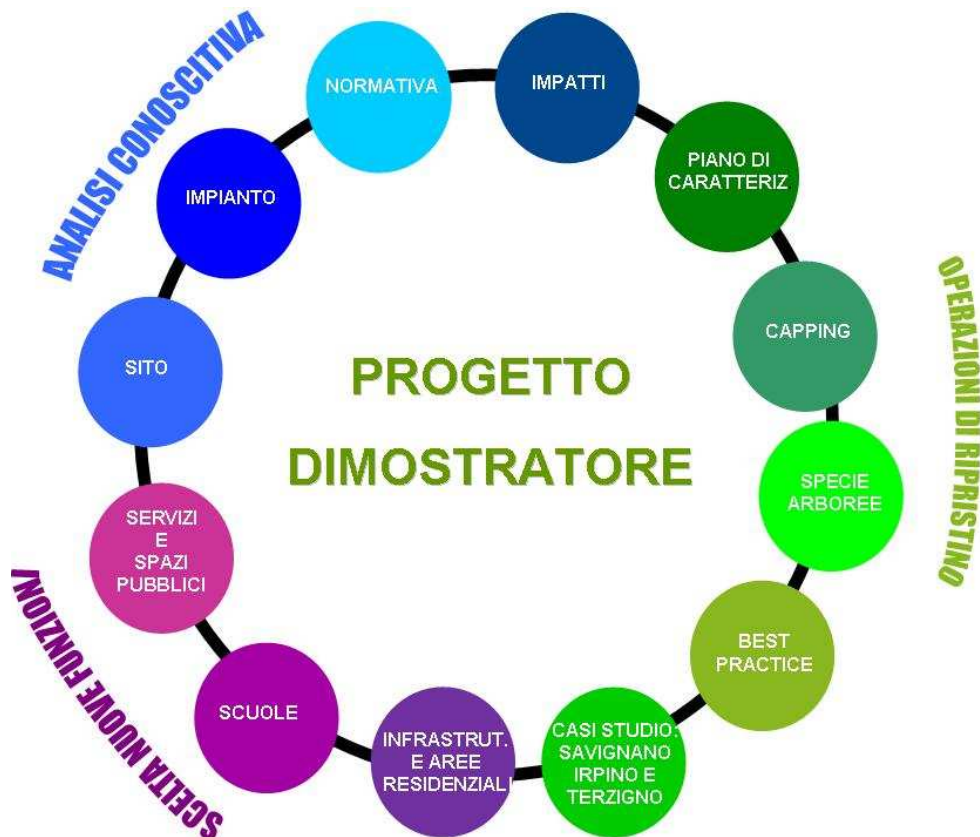 ANALISI CONOSCITIVA
NORMATIVA
IMPATTI
IMPIANTO
PIANO DI
CARATTERIZ
SITO
CAPPING
OPERAZIONI DI RIPRISTINO
PROGETTO
DIMOSTRATORE
SPECIE
ARBOREE
SERVIZI
E
SPAZI
PUBBLICI
BEST
PRACTICE
SCELTA NUOVE FUNZIONI
SCUOLE
INFRASTRUT.
E AREE
RESIDENZIALI
CASI STUDIO:
SAVIGNANO
IRPINO E
TERZIGNO